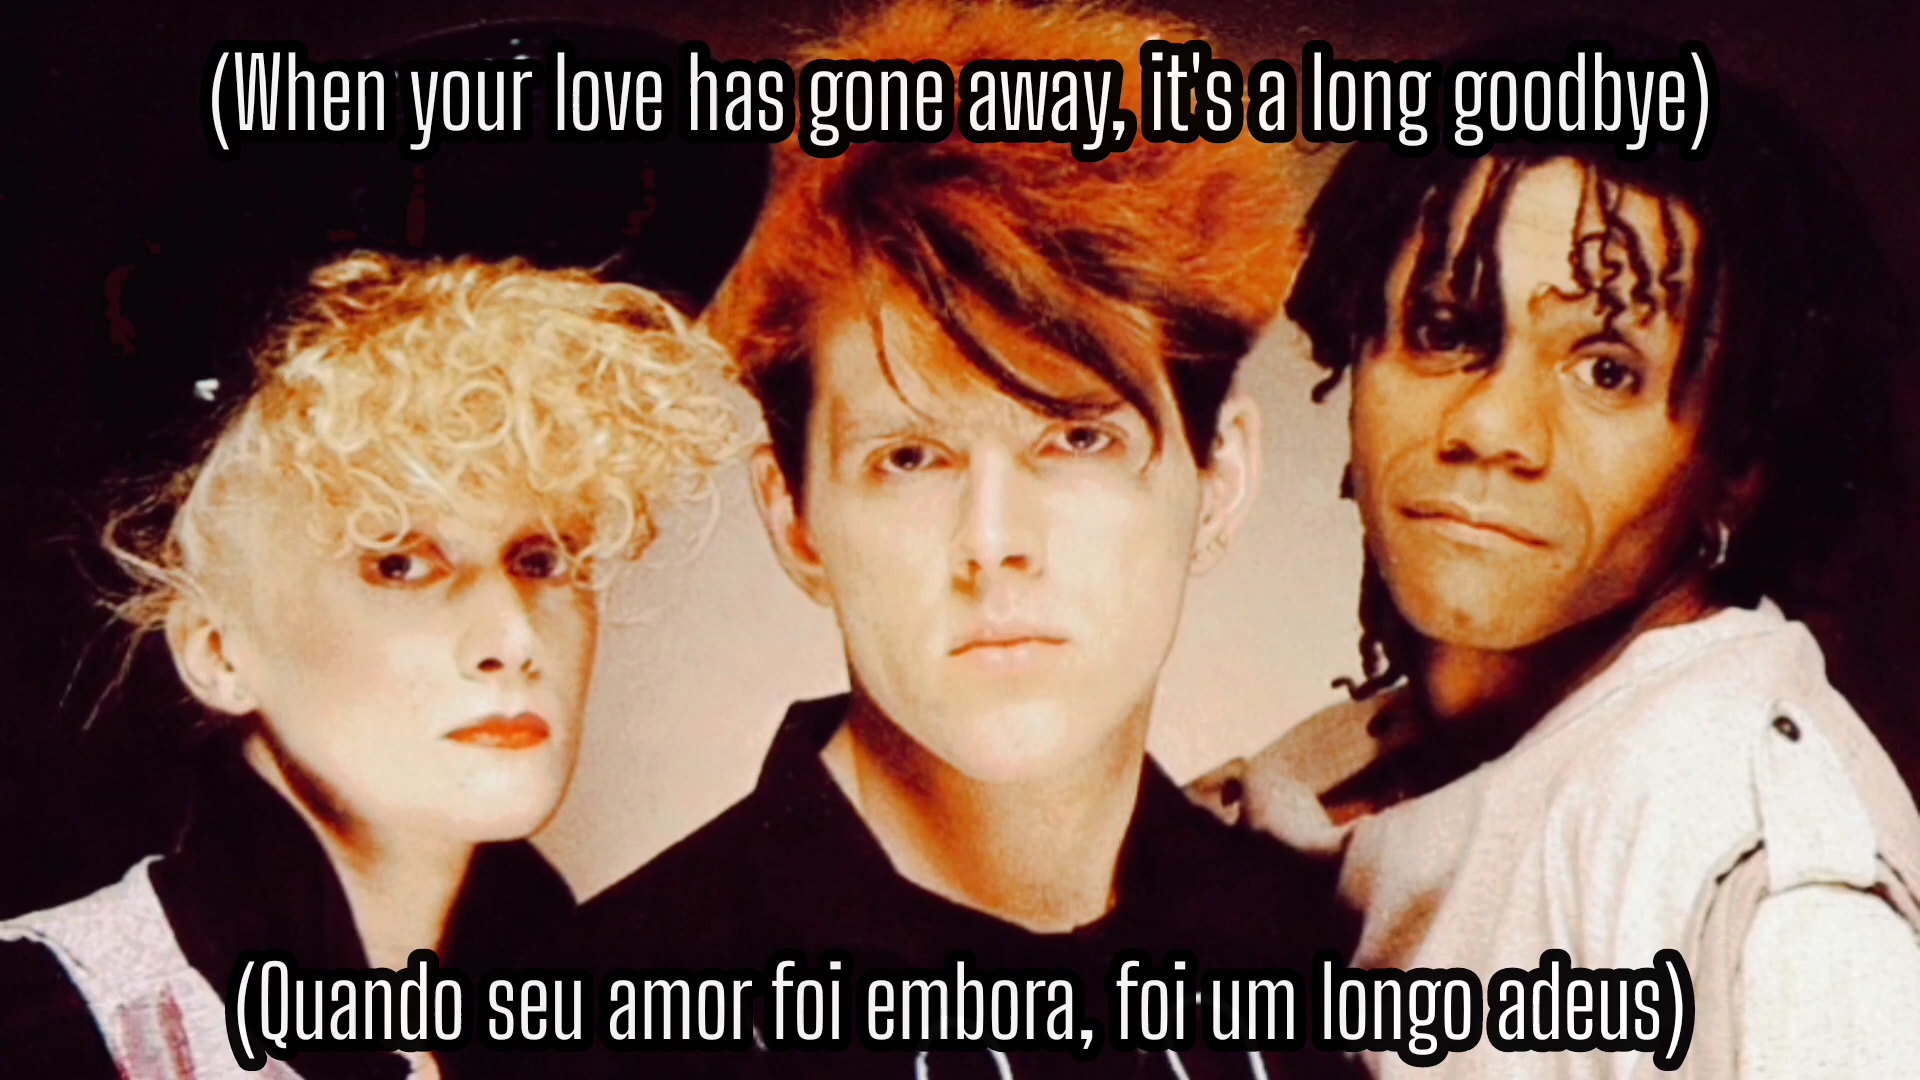 (When your love has gone away, it's a long goodbye)
(Quando seu amor foi embora, foi um longo adeus)